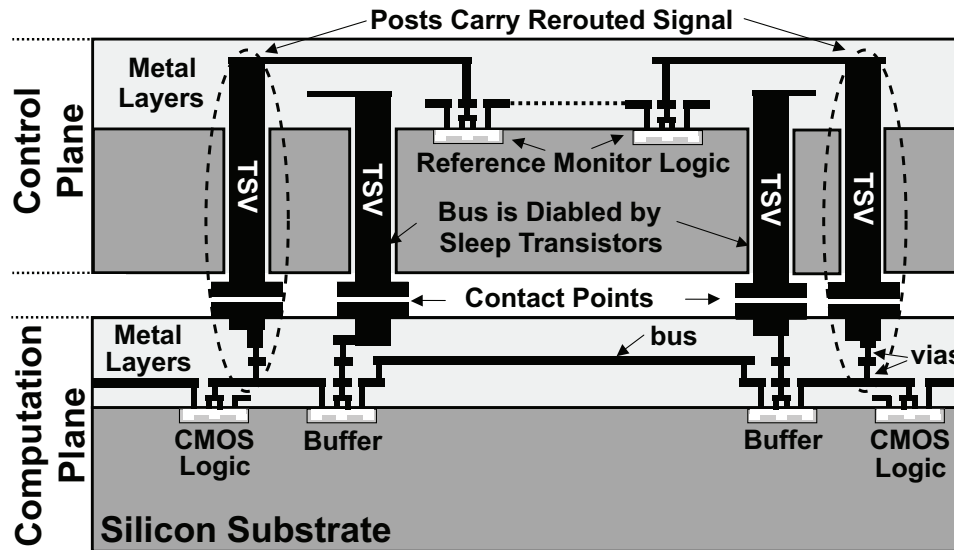 Posts Carry Rerouted Signal
Control Plane
Metal
Layers
TSV
TSV
TSV
TSV
Reference Monitor Logic
Bus is Diabled by
Sleep Transistors
Contact Points
Computation Plane
Metal
Layers
bus
vias
CMOS
Logic
Buffer
Buffer
CMOS
Logic
Silicon Substrate